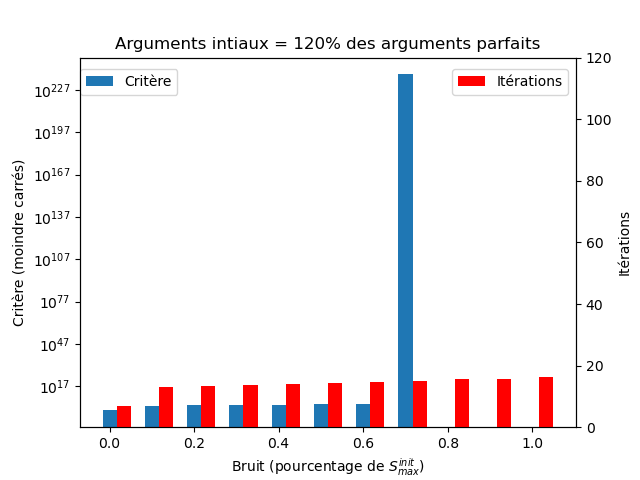 Arguments intiaux = 120% des arguments parfaits
Critère
Itérations
Critère (moindre carrés)
10^227
10^197
10^167
10^137
10^107
10^77
10^47
10^17
120
100
80
60
40
20
0
Itérations
0.0 0.2 0.4 0.6 0.8 1.0
Bruit (pourcentage de $S_{max}^{init}$)